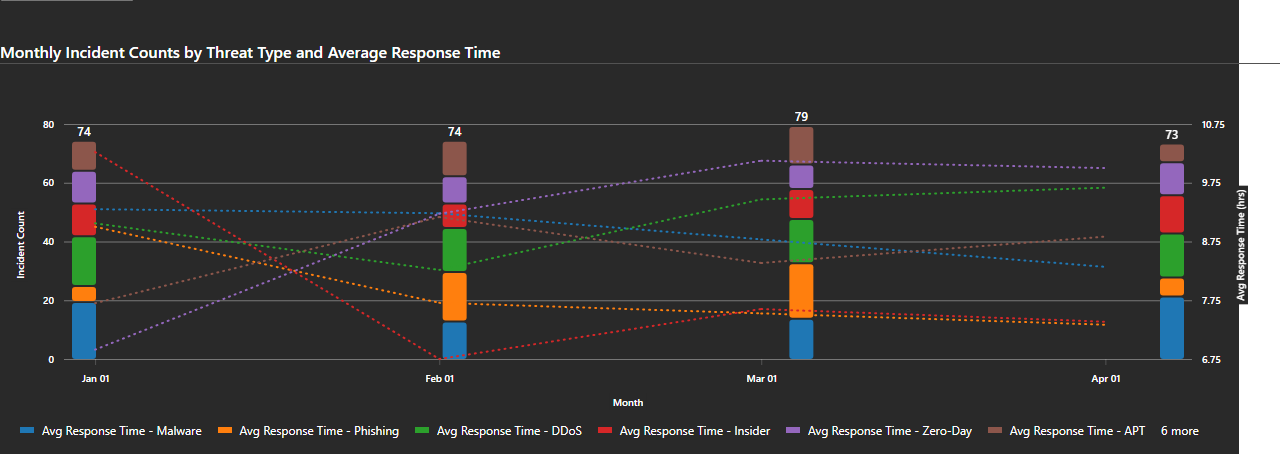 Monthly Incident Counts by Threat Type and Average Response Time
80
60
40
20
0
Incident Count
74
74
79
73
10.75
9.75
8.75
7.75
6.75
Avg Response Time (hrs)
Jan 01
Feb 01
Mar 01
Apr 01
Month
Avg Response Time - Malware
Avg Response Time - Phishing
Avg Response Time - DDoS
Avg Response Time - Insider
Avg Response Time - Zero-Day
Avg Response Time - APT
6 more